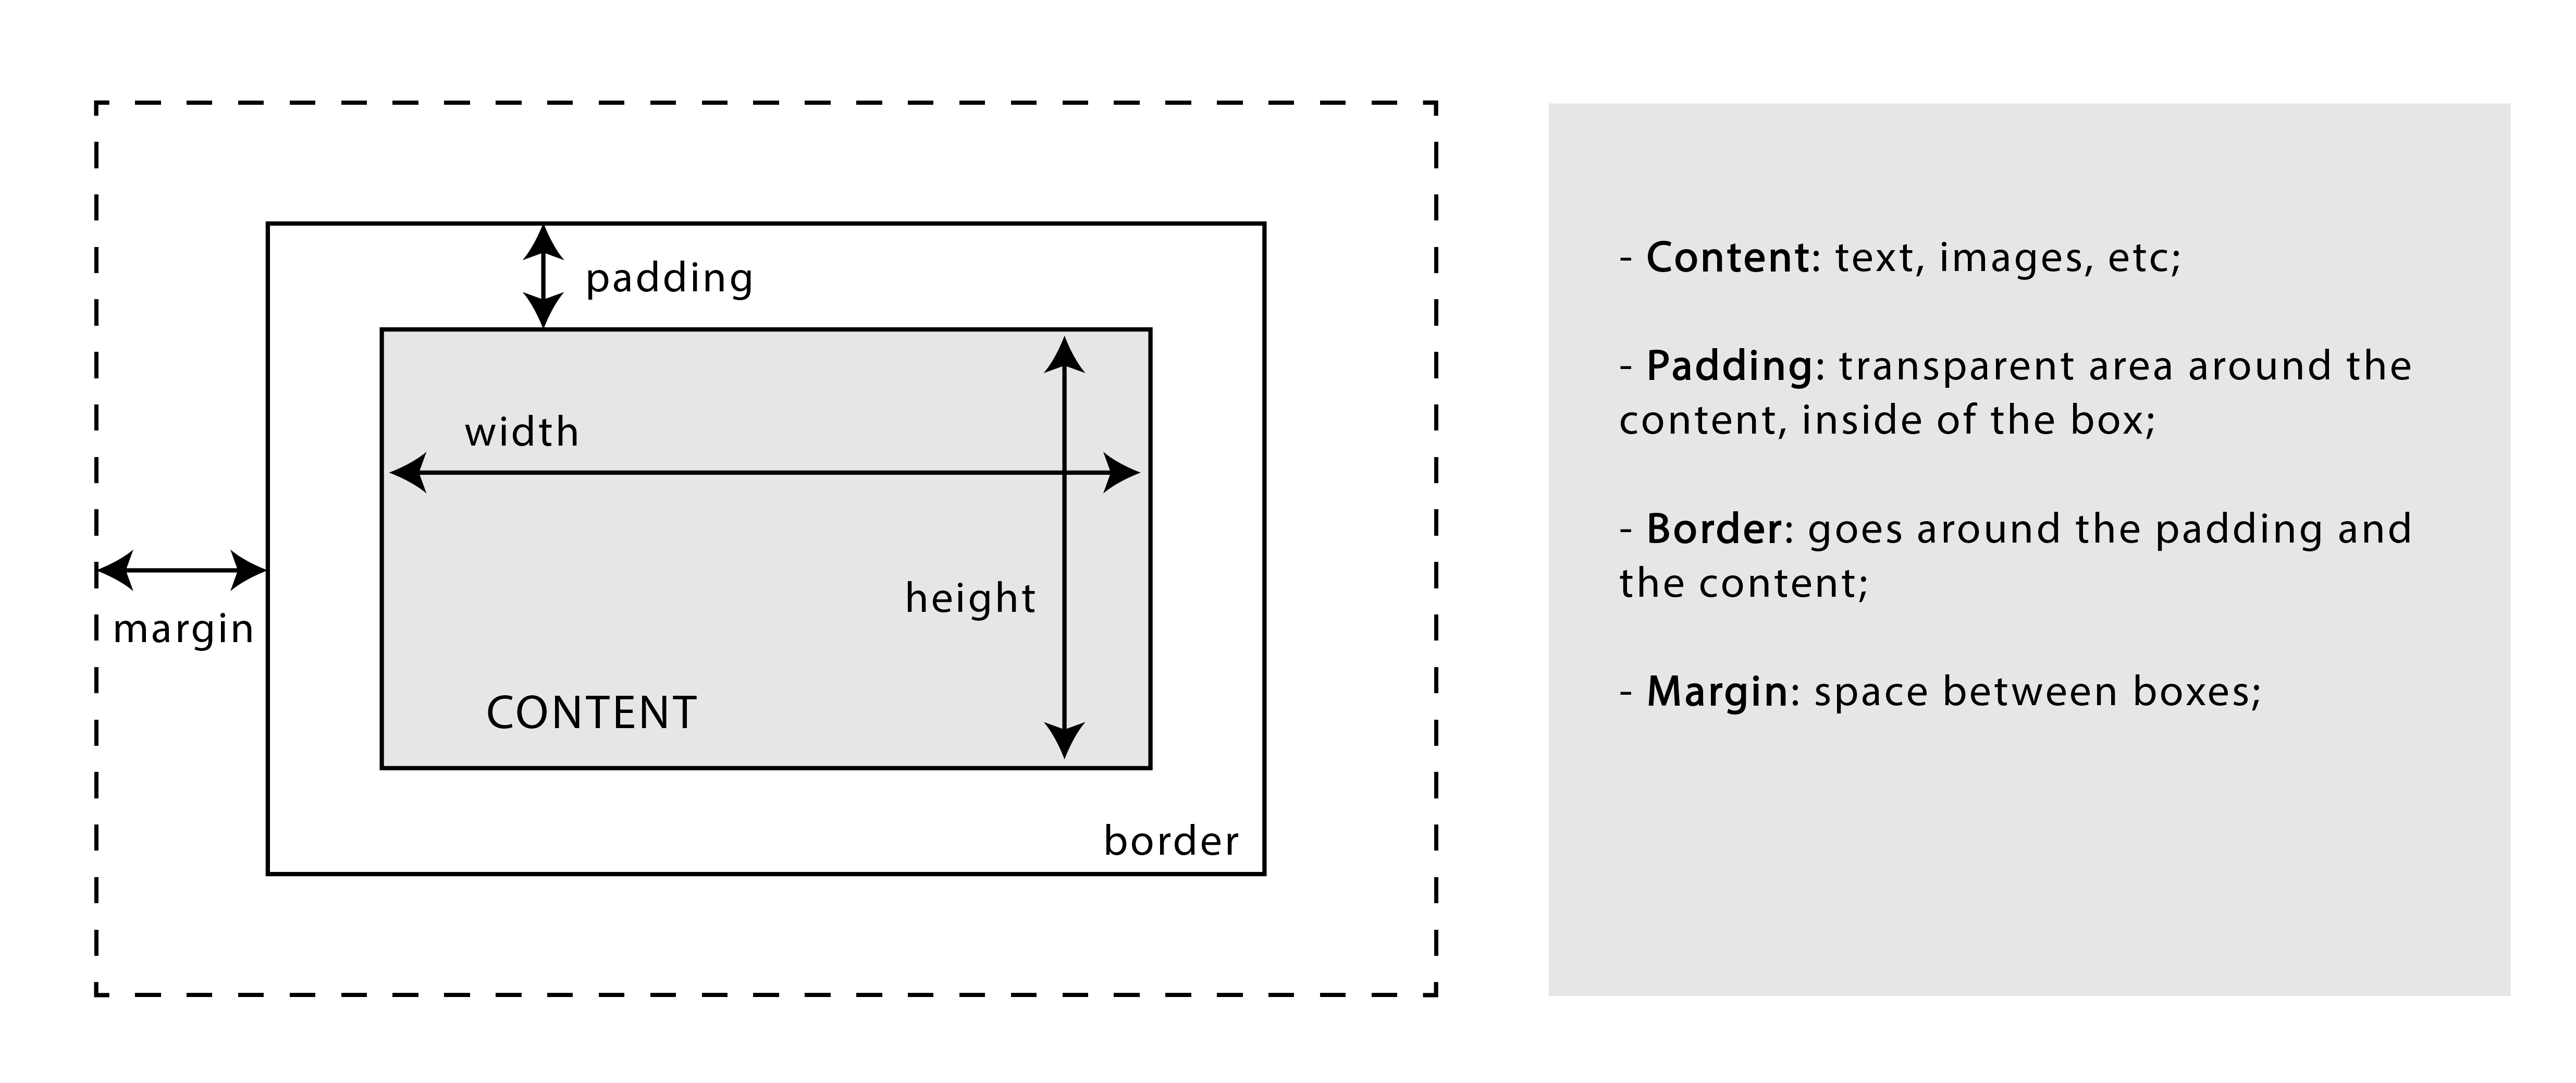 padding
width
height
margin
CONTENT
border
- Content: text, images, etc;
- Padding: transparent area around the
content, inside of the box;
- Border: goes around the padding and
the content;
- Margin: space between boxes;